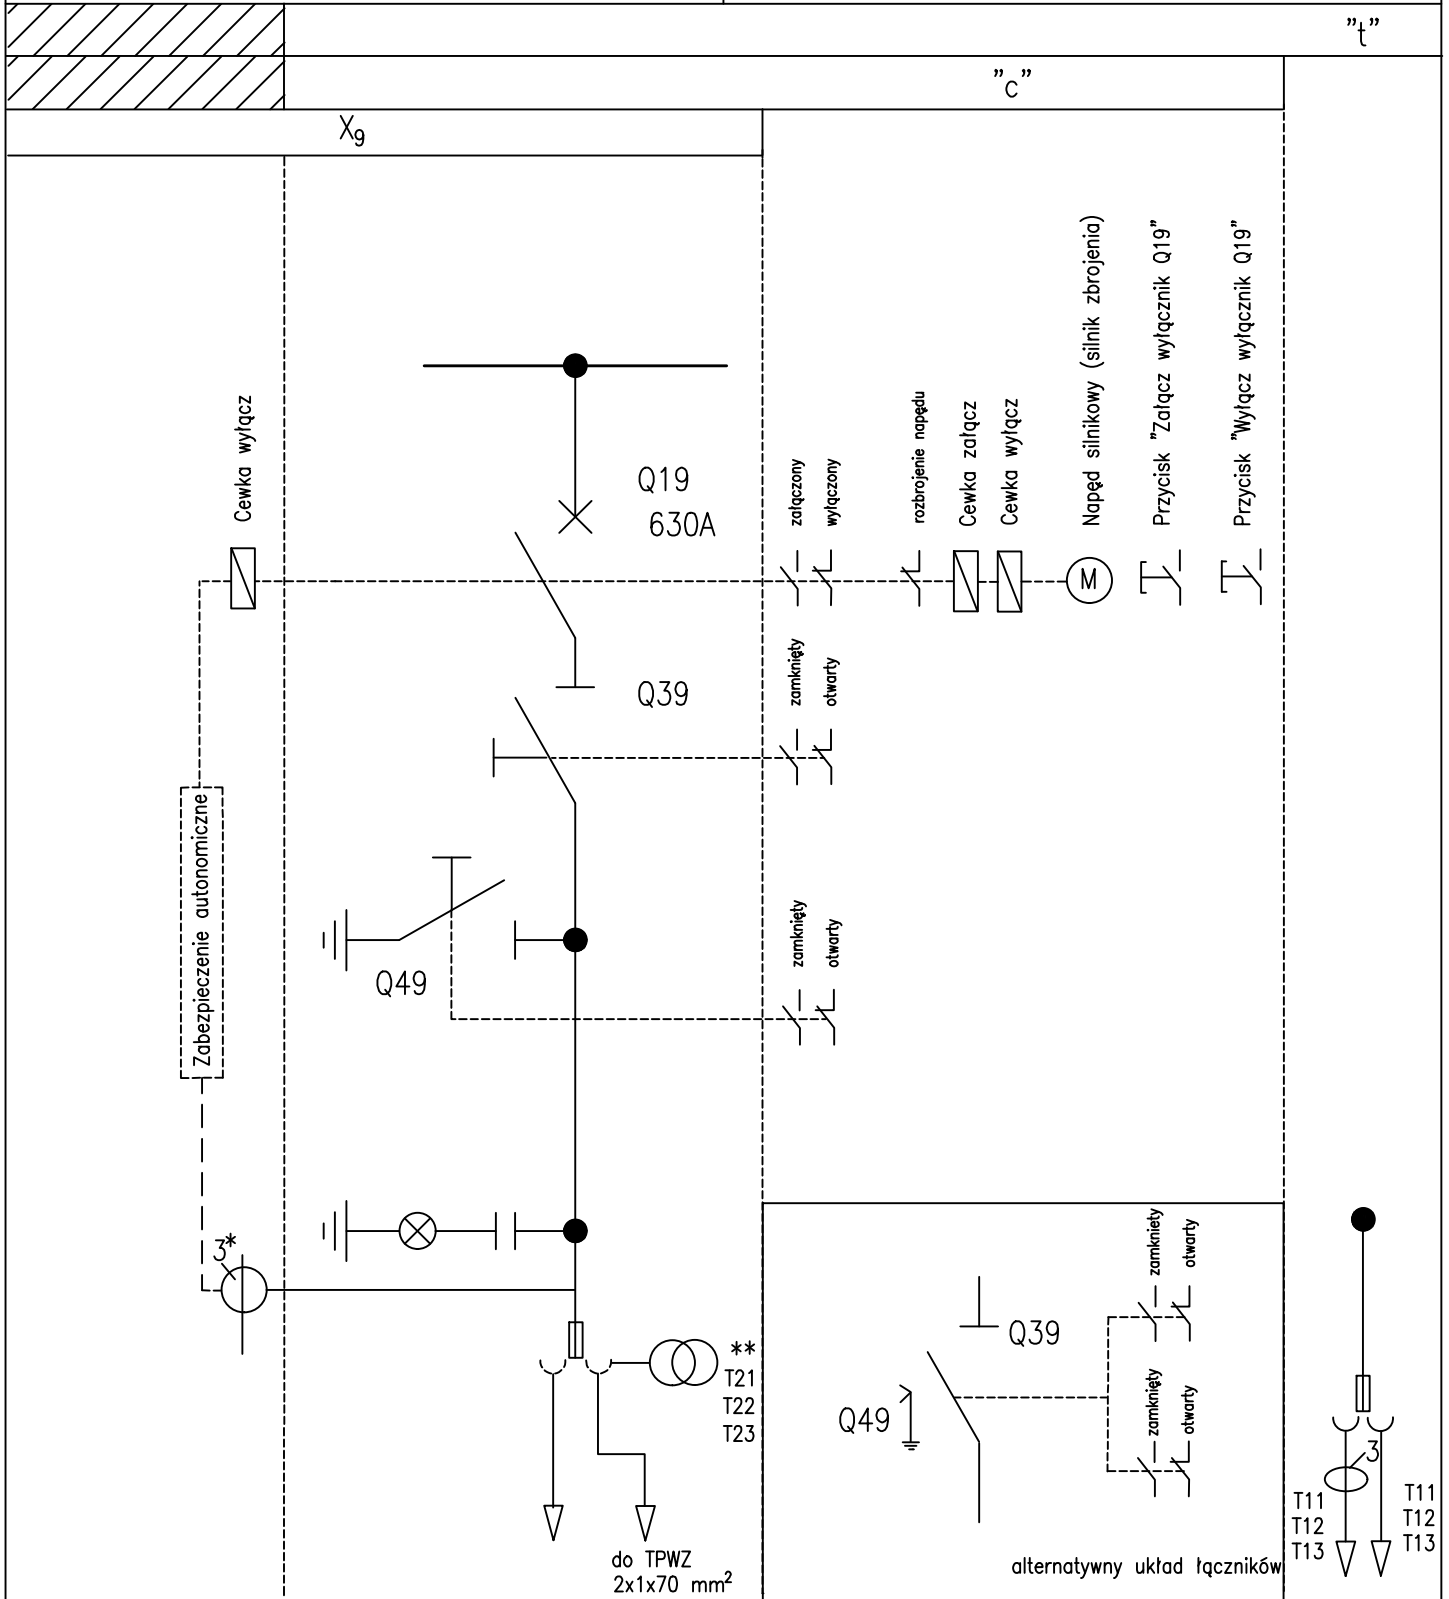 "t"
"c"
X9
Cewka wyłącz
Q19
630A
załączony
wyłączony
rozbrojenie napędu
Cewka załącz
Cewka wyłącz
Napęd silnikowy (silnik zbrojenia)
Przycisk "Załącz wyłącznik Q19"
Przycisk "Wyłącz wyłącznik Q19"
M
Q39
zamknięty
otwarty
Zabezpieczenie autonomiczne
Q49
zamknięty
otwarty
3*
**
T21
T22
T23
do TPWZ
2x1x70 mm²
Q39
Q49
zamkniety
otwarty
zamknięty
otwarty
alternatywny układ łączników
3
T11
T12
T13
T11
T12
T13